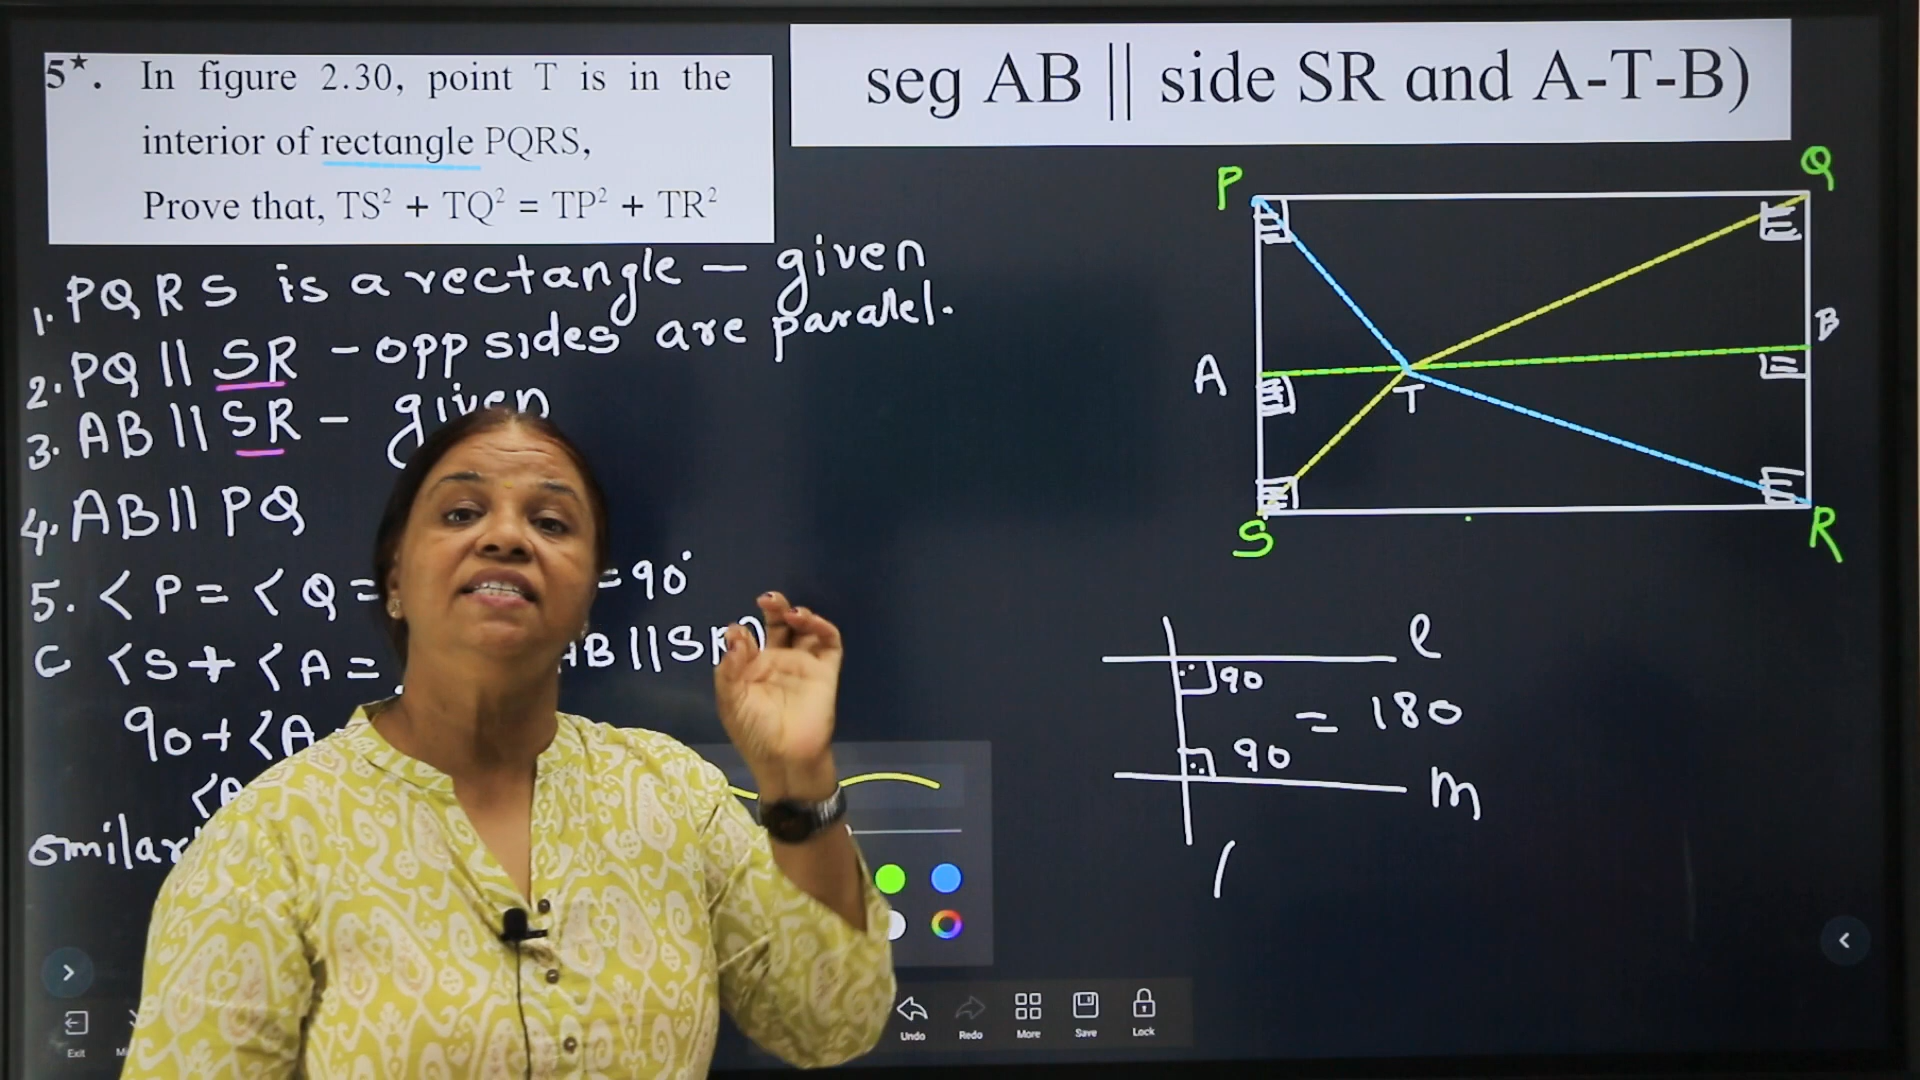 5★. In figure 2.30, point T is in the
interior of rectangle PQRS,
Prove that, TS² + TQ² = TP² + TR²
seg AB || side SR and A-T-B)
1. PQRS is a rectangle – given
2. PQ || SR – opp sides are parallel.
3. AB || SR – given
4. AB || PQ
5. < P = < Q = = 90°
<S + <A = AB || SR)
90 + <A
<A
P
Q
A
B
T
S
R
l
90
= 180
90
m
Exit
Undo
Redo
More
Save
Lock